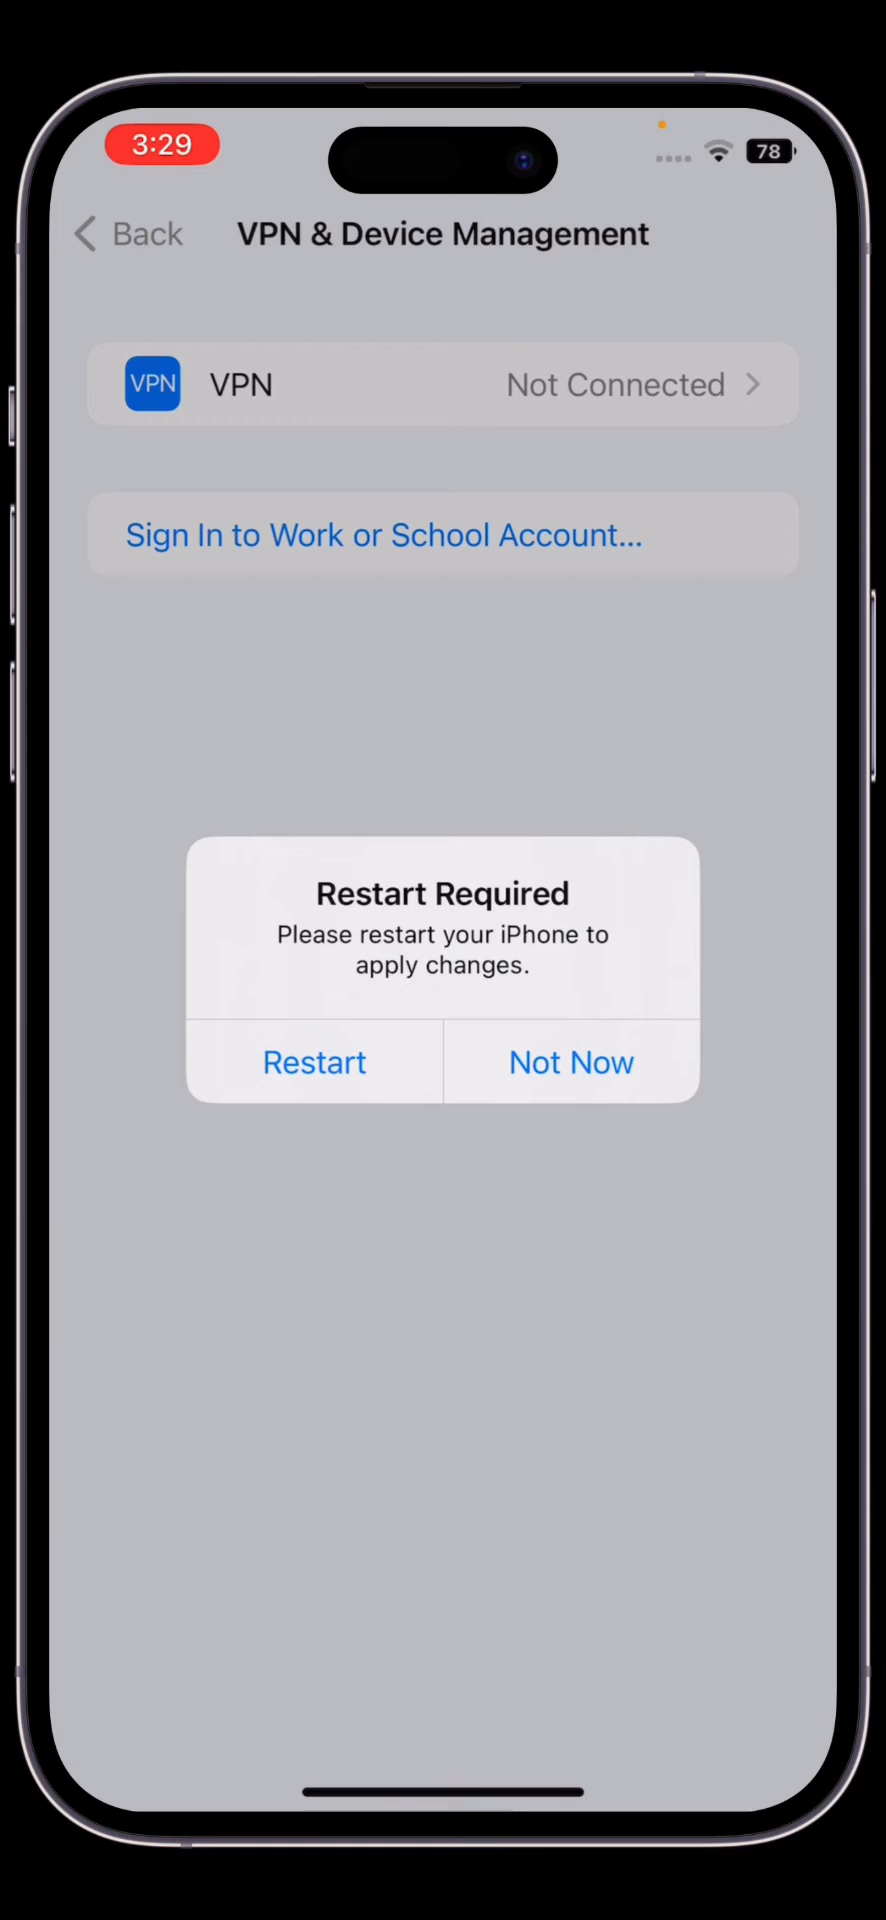 3:29
78
Back
VPN & Device Management
VPN VPN Not Connected
Sign In to Work or School Account...
Restart Required
Please restart your iPhone to
apply changes.
Restart Not Now